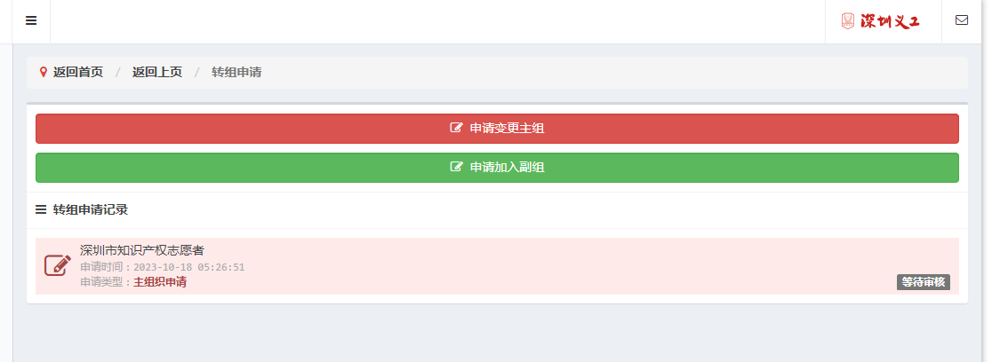 深圳义工
返回首页 / 返回上页 / 转组申请
申请变更主组
申请加入副组
转组申请记录
深圳市知识产权志愿者
申请时间：2023-10-18 05:26:51
申请类型：主组织申请
等待审核